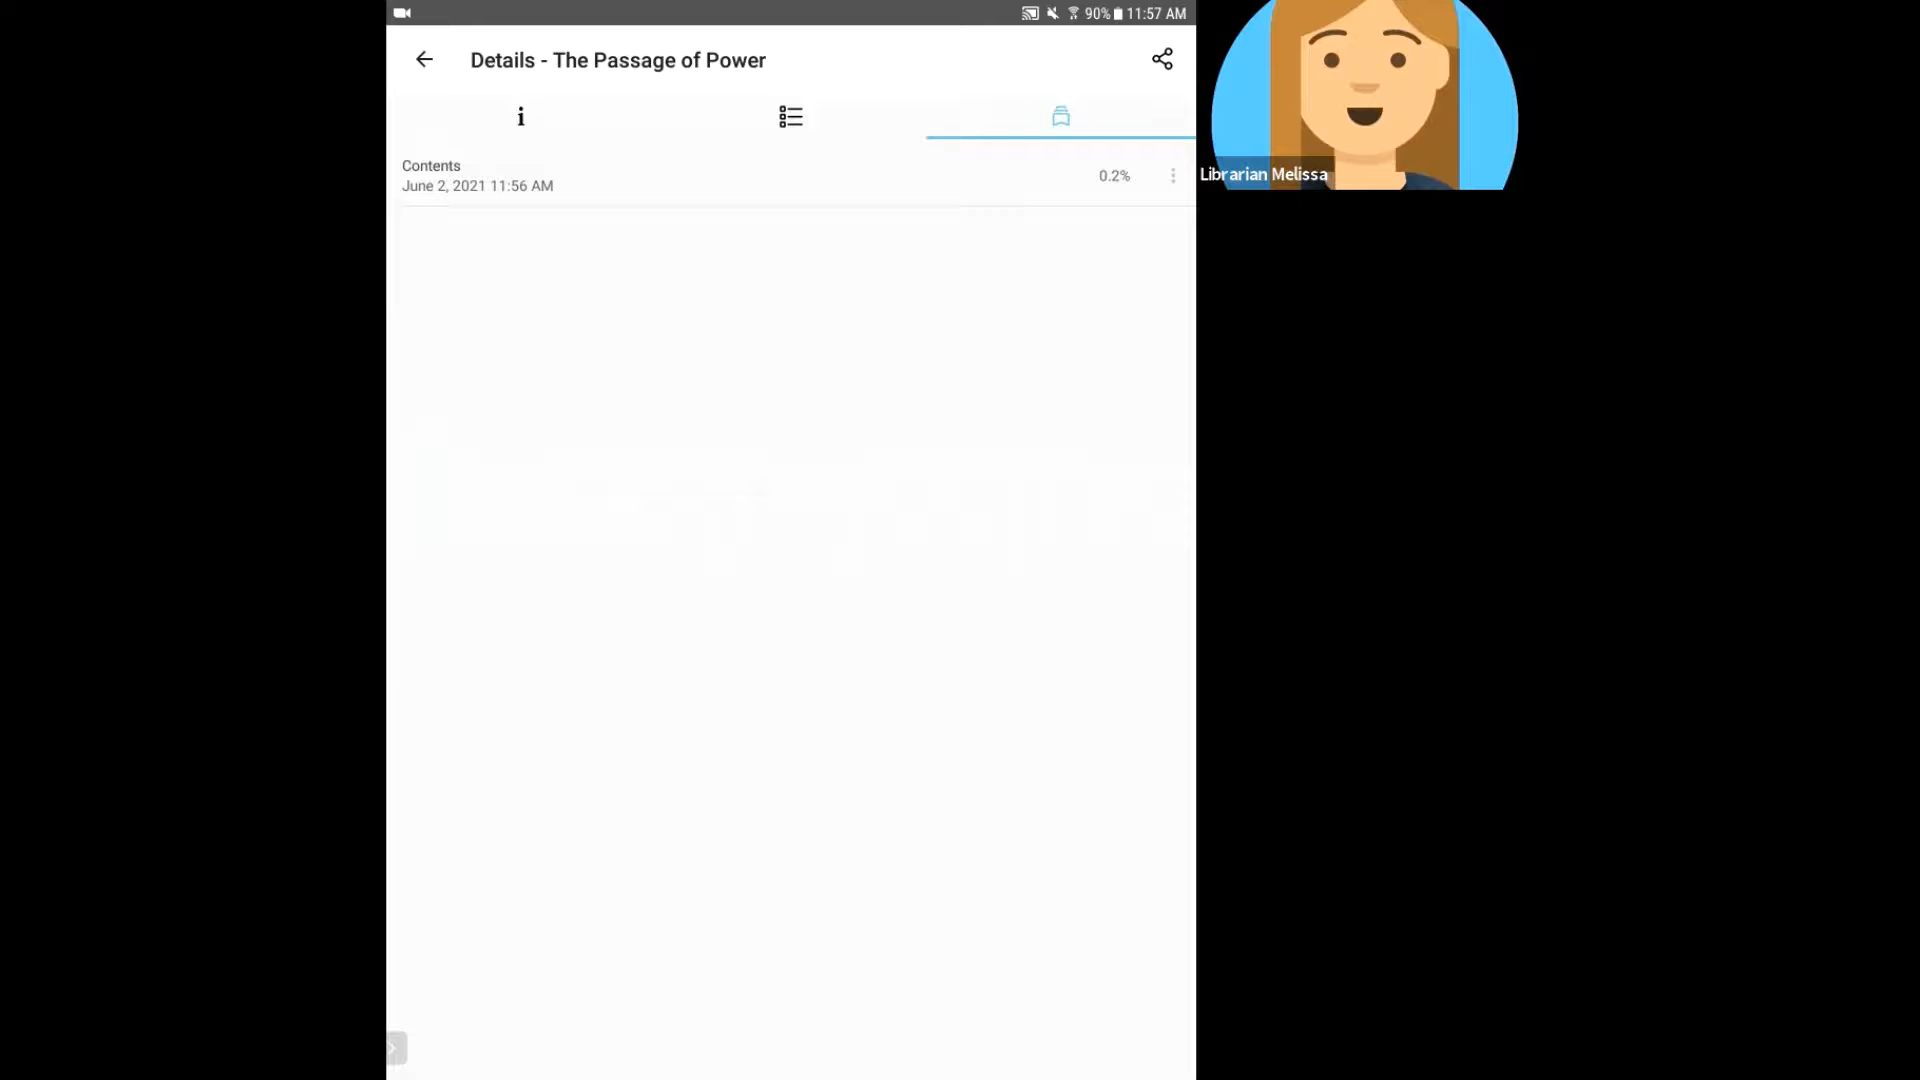 90% 11:57 AM
Details - The Passage of Power
i
Contents
June 2, 2021 11:56 AM
0.2%
Librarian Melissa